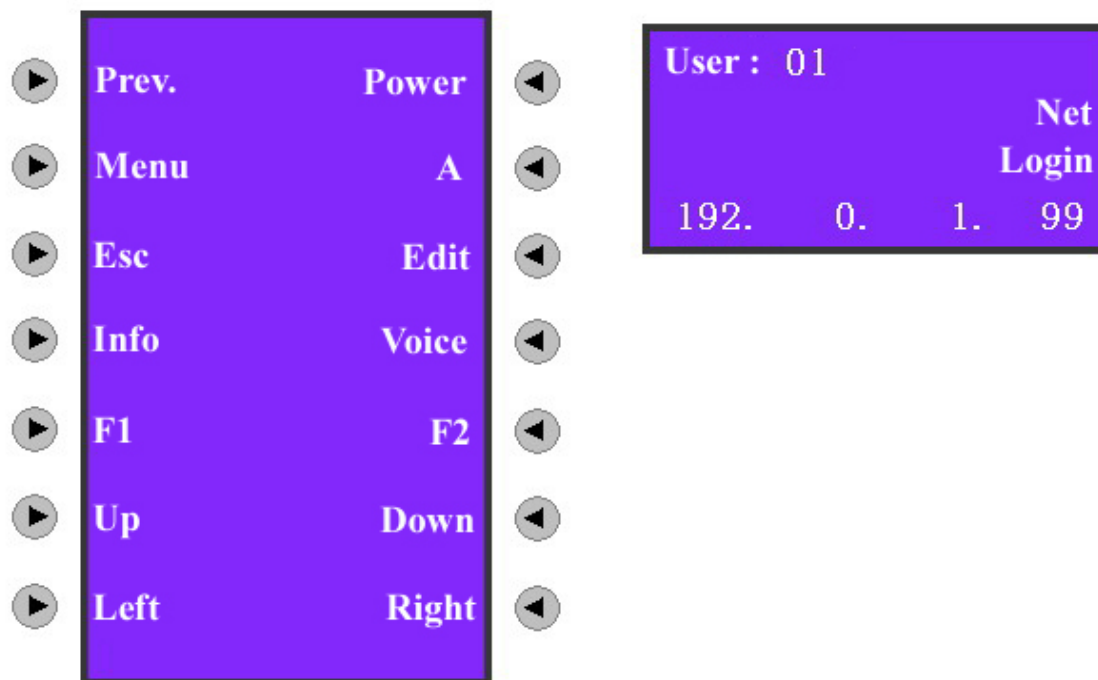 Prev. Power
Menu A
Esc Edit
Info Voice
F1 F2
Up Down
Left Right
User : 01
Net
Login
192. 0. 1. 99